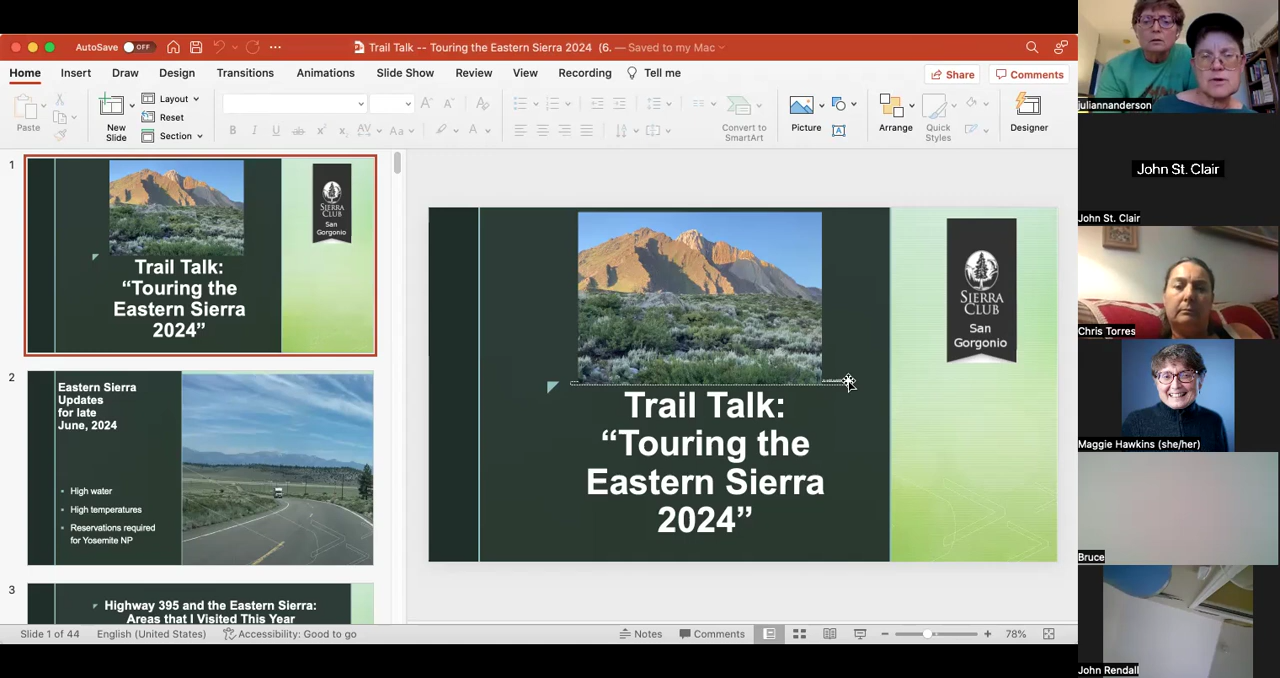 AutoSave OFF
Trail Talk -- Touring the Eastern Sierra 2024 (6. — Saved to my Mac
Home Insert Draw Design Transitions Animations Slide Show Review View Recording Tell me
Share Comments
Paste
New Slide
Layout
Reset
Section
Convert to SmartArt
Picture
Arrange
Quick Styles
Designer
1
SIERRA CLUB
San Gorgonio
Trail Talk:
“Touring the
Eastern Sierra
2024”
2
Eastern Sierra
Updates
for late
June, 2024
• High water
• High temperatures
• Reservations required
for Yosemite NP
3
Highway 395 and the Eastern Sierra:
Areas that I Visited This Year
SIERRA
CLUB
San
Gorgonio
Trail Talk:
“Touring the
Eastern Sierra
2024”
Slide 1 of 44 English (United States) Accessibility: Good to go
Notes Comments 78%
juliannanderson
John St. Clair
John St. Clair
Chris Torres
Maggie Hawkins (she/her)
Bruce
John Rendall